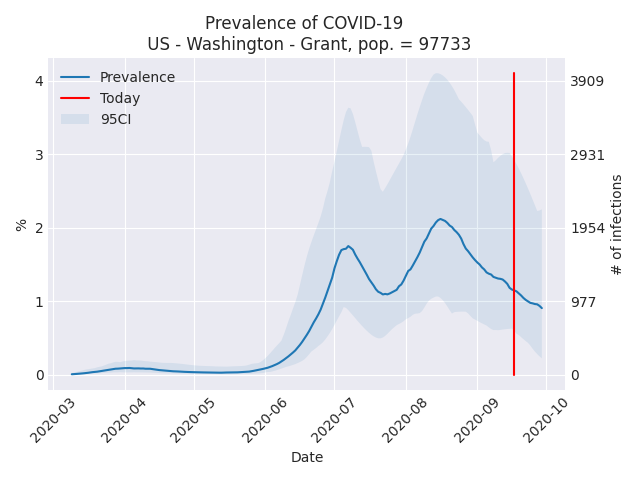 Prevalence of COVID-19
US - Washington - Grant, pop. = 97733
Prevalence
Today
95CI
4
3
2
1
0
%
3909
2931
1954
977
0
# of infections
2020-03
2020-04
2020-05
2020-06
2020-07
2020-08
2020-09
2020-10
Date